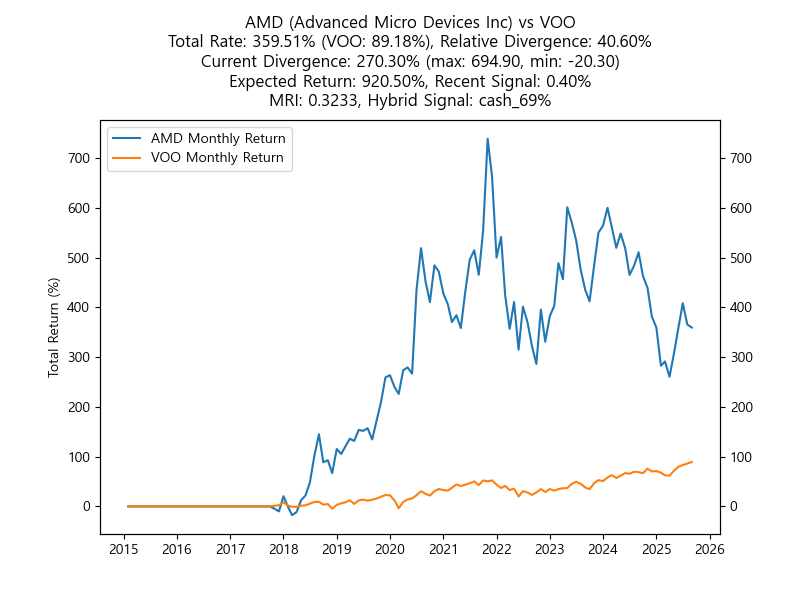 AMD (Advanced Micro Devices Inc) vs VOO
Total Rate: 359.51% (VOO: 89.18%), Relative Divergence: 40.60%
Current Divergence: 270.30% (max: 694.90, min: -20.30)
Expected Return: 920.50%, Recent Signal: 0.40%
MRI: 0.3233, Hybrid Signal: cash_69%
AMD Monthly Return
VOO Monthly Return
Total Return (%)
700
600
500
400
300
200
100
0
700
600
500
400
300
200
100
0
2015 2016 2017 2018 2019 2020 2021 2022 2023 2024 2025 2026